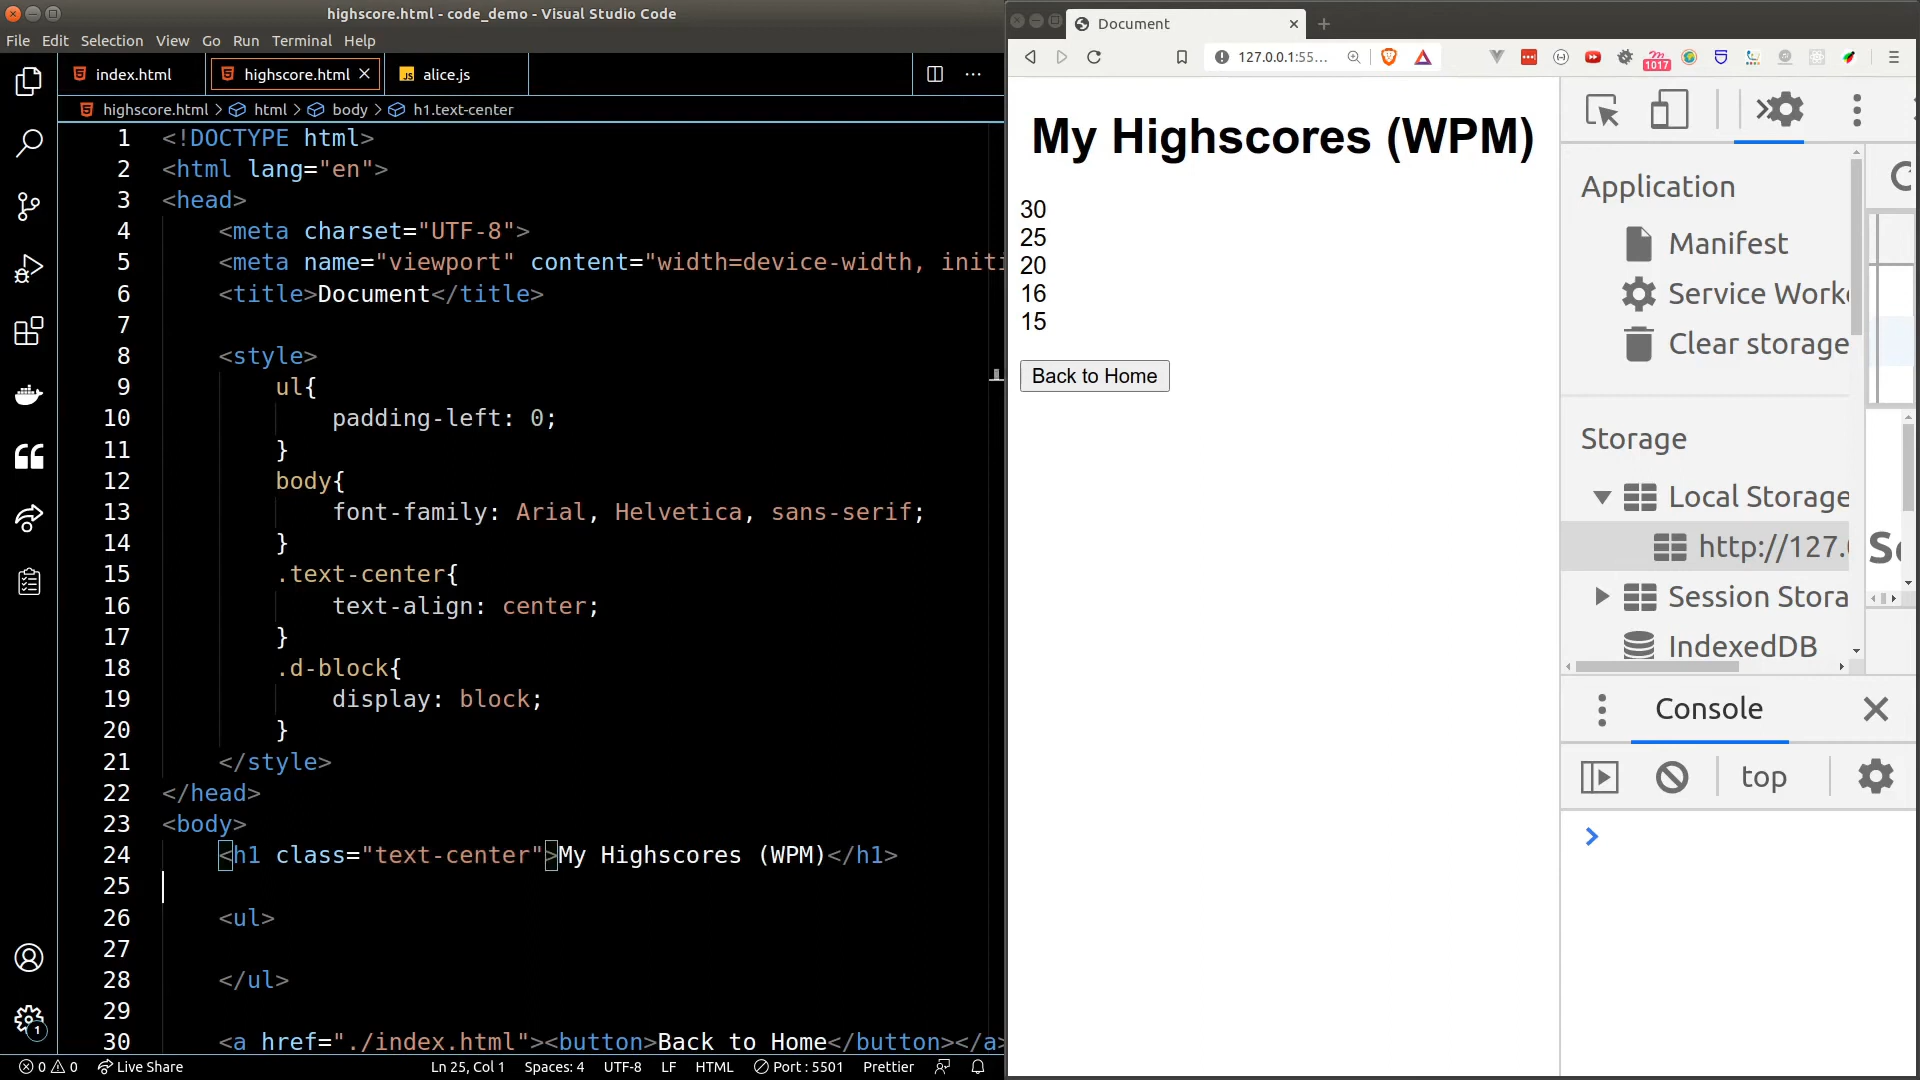 highscore.html - code_demo - Visual Studio Code
File Edit Selection View Go Run Terminal Help
index.html highscore.html JS alice.js
highscore.html > html > body > h1.text-center
1 <!DOCTYPE html>
2 <html lang="en">
3 <head>
4 <meta charset="UTF-8">
5 <meta name="viewport" content="width=device-width, initi
6 <title>Document</title>
7
8 <style>
9 ul{
10 padding-left: 0;
11 }
12 body{
13 font-family: Arial, Helvetica, sans-serif;
14 }
15 .text-center{
16 text-align: center;
17 }
18 .d-block{
19 display: block;
20 }
21 </style>
22 </head>
23 <body>
24 <h1 class="text-center">My Highscores (WPM)</h1>
25
26 <ul>
27
28 </ul>
29
30 <a href="./index.html"><button>Back to Home</button></a>
1
0 0 Live Share Ln 25, Col 1 Spaces: 4 UTF-8 LF HTML Port : 5501 Prettier
Document
127.0.0.1:55... 1017
My Highscores (WPM)
30
25
20
16
15
Back to Home
Application
Manifest
Service Work
Clear storage
Storage
Local Storage
http://127.
Session Stora
IndexedDB
Console
top